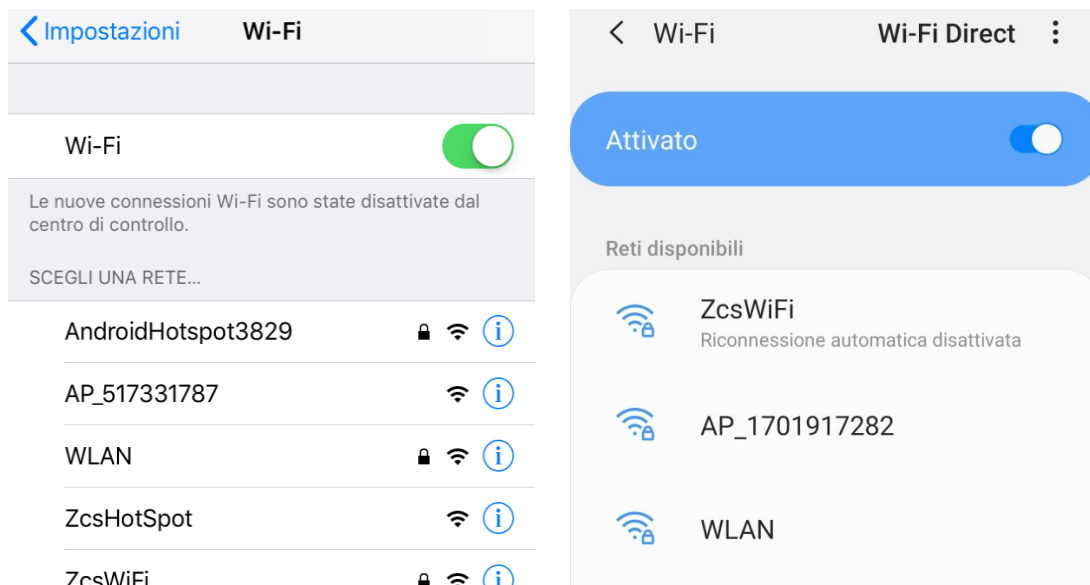 Impostazioni
Wi-Fi
Wi-Fi
Le nuove connessioni Wi-Fi sono state disattivate dal
centro di controllo.
SCEGLI UNA RETE...
AndroidHotspot3829
AP_517331787
WLAN
ZcsHotSpot
ZcsWiFi
Wi-Fi
Wi-Fi Direct
Attivato
Reti disponibili
ZcsWiFi
Riconnessione automatica disattivata
AP_1701917282
WLAN